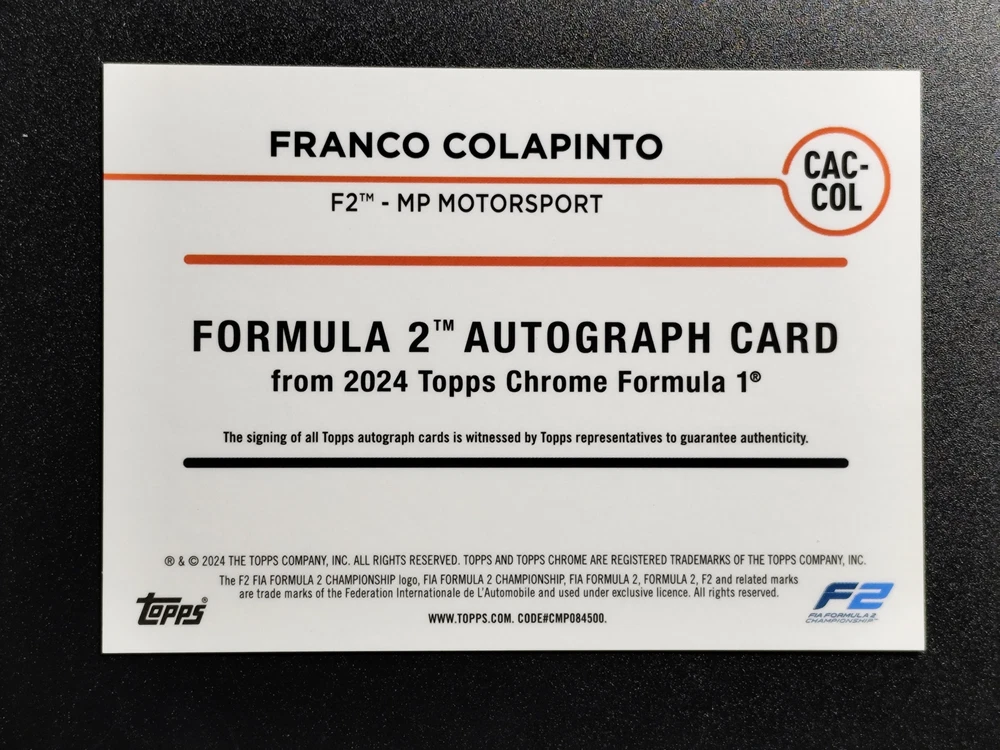 FRANCO COLAPINTO
CAC-
COL
F2™ - MP MOTORSPORT
FORMULA 2™ AUTOGRAPH CARD
from 2024 Topps Chrome Formula 1®
The signing of all Topps autograph cards is witnessed by Topps representatives to guarantee authenticity.
® & © 2024 THE TOPPS COMPANY, INC. ALL RIGHTS RESERVED. TOPPS AND TOPPS CHROME ARE REGISTERED TRADEMARKS OF THE TOPPS COMPANY, INC.
The F2 FIA FORMULA 2 CHAMPIONSHIP logo, FIA FORMULA 2 CHAMPIONSHIP, FIA FORMULA 2, FORMULA 2, F2 and related marks
are trade marks of the Federation Internationale de L'Automobile and used under exclusive licence. All rights reserved.
Topps®
WWW.TOPPS.COM. CODE#CMP084500.
F2
FIA FORMULA 2
CHAMPIONSHIP™